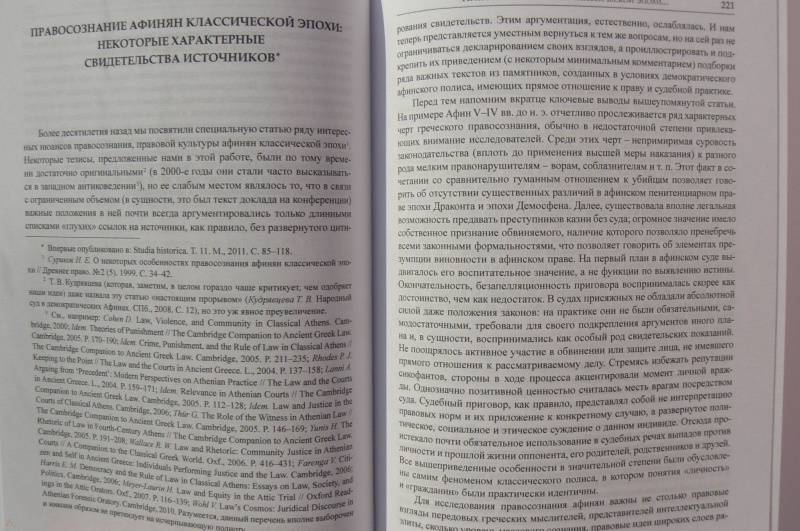 ПРАВОСОЗНАНИЕ АФИНЯН КЛАССИЧЕСКОЙ ЭПОХИ:
НЕКОТОРЫЕ ХАРАКТЕРНЫЕ
СВИДЕТЕЛЬСТВА ИСТОЧНИКОВ*
Более десятилетия назад мы посвятили специальную статью ряду интерес-
ных нюансов правосознания, правовой культуры афинян классической эпохи¹.
Некоторые тезисы, предложенные нами в этой работе, были по тому време-
ни достаточно оригинальными² (в 2000-е годы они стали часто высказывать-
ся в западном антиковедении³), но ее слабым местом являлось то, что в связи
с ограниченным объемом (в сущности, это был текст доклада на конференции)
важные положения в ней почти всегда аргументировались только длинными
списками «глухих» ссылок на источники, как правило, без развернутого цити-
* Впервые опубликовано в: Studia historica. Т. 11. М., 2011. С. 85–118.
¹ Суриков И. Е. О некоторых особенностях правосознания афинян классической эпо-
хи // Древнее право. №2 (5), 1999. С. 34–42.
² Т. В. Кудрявцева (которая, заметим, в целом гораздо чаще критикует, чем одобряет
наши идеи) даже назвала эту статью «настоящим прорывом» (Кудрявцева Т. В. Народный
суд в демократических Афинах. СПб., 2008. С. 12), но это уж явное преувеличение.
³ См., например: Cohen D. Law, Violence, and Community in Classical Athens. Cam-
bridge, 2000; Idem. Theories of Punishment // The Cambridge Companion to Ancient Greek Law.
Cambridge, 2005. P. 170–190; Idem. Crime, Punishment, and the Rule of Law in Classical Athens //
The Cambridge Companion to Ancient Greek Law. Cambridge, 2005. P. 211–235; Rhodes P. J.
Keeping to the Point // The Law and the Courts in Ancient Greece. L., 2004. P. 137–158; Lanni A.
Arguing from 'Precedent': Modern Perspectives on Athenian Practice // The Law and the Courts
in Ancient Greece. L., 2004. P. 159–171; Idem. Relevance in Athenian Courts // The Cambridge
Companion to Ancient Greek Law. Cambridge, 2005. P. 112–128; Idem. Law and Justice in the
Courts of Classical Athens. Cambridge, 2006; Thür G. The Role of the Witness in Athenian Law //
The Cambridge Companion to Ancient Greek Law. Cambridge, 2005. P. 146–169; Yunis H. The
Rhetoric of Law in Fourth-Century Athens // The Cambridge Companion to Ancient Greek Law.
Cambridge, 2005. P. 191–208; Wallace R. W. Law and Rhetoric: Community Justice in Athenian
Courts // A Companion to the Classical Greek World. Oxf., 2006. P. 416–431; Farenga V. Citi-
zen and Self in Ancient Greece: Individuals Performing Justice and the Law. Cambridge, 2006;
Harris E. M. Democracy and the Rule of Law in Classical Athens: Essays on Law, Society, and
Politics. Cambridge, 2006; Meyer-Laurin H. Law and Equity in the Attic Trial // Oxford Read-
ings in the Attic Orators. Oxf., 2007. P. 116–139; Wohl V. Law's Cosmos: Juridical Discourse in
Athenian Forensic Oratory. Cambridge, 2010. Разумеется, данный перечень вполне выборочен
и никоим образом не претендует на исчерпывающую полноту.
221
рования свидетельств. Этим аргументация, естественно, ослаблялась. И нам
теперь представляется уместным вернуться к тем же вопросам, но на сей раз не
ограничиваться декларированием своих взглядов, а проиллюстрировать и под-
крепить их приведением (с некоторым минимальным комментарием) подборки
ряда важных текстов из памятников, созданных в условиях демократического
афинского полиса, имеющих прямое отношение к праву и судебной практике.
Перед тем напомним вкратце ключевые выводы вышеупомянутой статьи.
На примере Афин V–IV вв. до н. э. отчетливо прослеживается ряд характерных
черт греческого правосознания, обычно в недостаточной степени привлека-
ющих внимание исследователей. Среди этих черт – непримиримая суровость
законодательства (вплоть до применения высшей меры наказания) к разного
рода мелким правонарушителям – ворам, соблазнителям и т. п. Этот факт в со-
четании со сравнительно гуманным отношением к убийцам позволяет гово-
рить об отсутствии существенных различий в афинском пенитенциарном пра-
ве эпохи Драконта и эпохи Демосфена. Далее, существовала вполне легальная
возможность предавать преступников казни без суда; огромное значение имело
собственное признание обвиняемого, наличие которого позволяло пренебречь
всеми законными формальностями, что позволяет говорить об элементах пре-
зумпции виновности в афинском праве. На первый план в афинском суде вы-
двигалось его воспитательное значение, а не функции по выявлению истины.
Окончательность, безапелляционность приговора воспринималась скорее как
достоинство, чем как недостаток. В судах присяжных не обладали абсолютной
силой даже положения законов: на практике они не были обязательными, са-
модостаточными, требовали для своего подкрепления аргументов иного пла-
на и, в сущности, воспринимались как особый род свидетельских показаний.
Не поощрялось активное участие в обвинении или защите лица, не имевшего
прямого отношения к рассматриваемому делу. Стремясь избежать репутации
сикофантов, стороны в ходе процесса акцентировали момент личной враж-
ды. Однозначно позитивной ценностью считалась месть врагам посредством
суда. Судебный приговор, как правило, представлял собой не интерпретацию
правовых норм и их приложение к конкретному случаю, а развернутое поли-
тическое, социальное и этическое суждение о данном индивиде. Отсюда про-
истекало почти обязательное использование в судебных речах выпадов против
личности и прошлой жизни оппонента, его родителей, родственников и друзей.
Все вышеприведенные особенности в значительной степени были обусловле-
ны самим феноменом классического полиса, в котором понятия «личность»
и «гражданин» были практически идентичны.
Для исследования правосознания афинян важны не столько правовые
взгляды передовых греческих мыслителей, представителей интеллектуальной